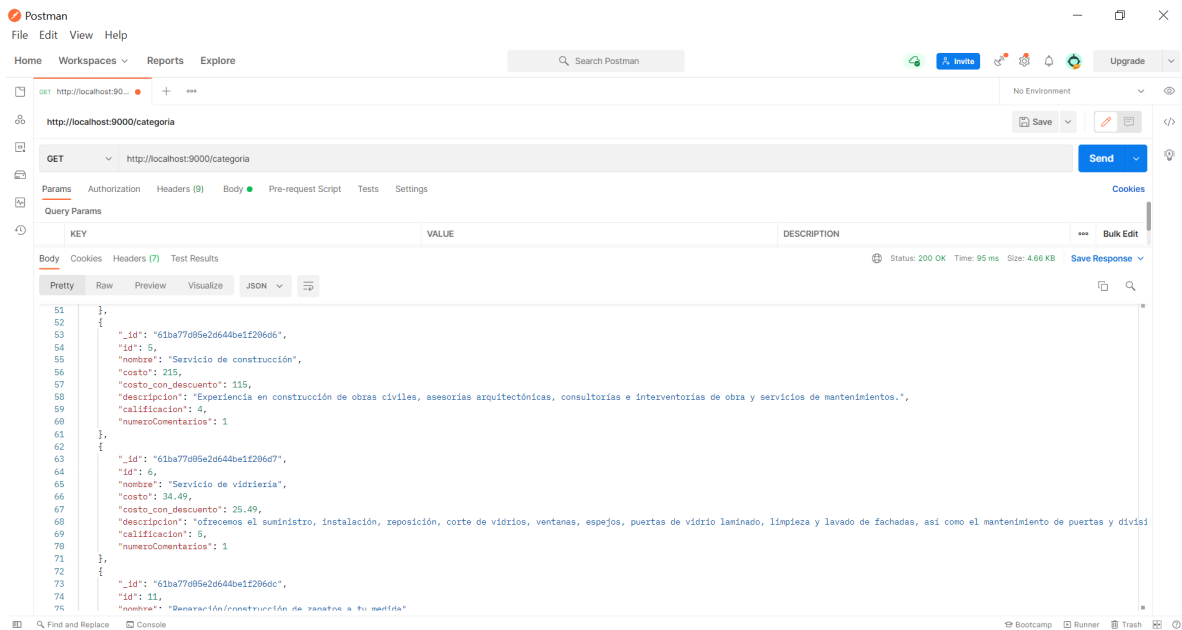 Postman
File Edit View Help
Home Workspaces Reports Explore Search Postman Invite Upgrade
GET http://localhost:90... No Environment
http://localhost:9000/categoria Save </>
GET http://localhost:9000/categoria Send
Params Authorization Headers (9) Body Pre-request Script Tests Settings Cookies
Query Params
KEY VALUE DESCRIPTION Bulk Edit
Body Cookies Headers (7) Test Results Status: 200 OK Time: 95 ms Size: 4.66 KB Save Response
Pretty Raw Preview Visualize JSON
51 },
52 {
53 "_id": "61ba77d05e2d644be1f206d6",
54 "id": 5,
55 "nombre": "Servicio de construcción",
56 "costo": 215,
57 "costo_con_descuento": 115,
58 "descripcion": "Experiencia en construcción de obras civiles, asesorías arquitectónicas, consultorías e interventorías de obra y servicios de mantenimientos.",
59 "calificacion": 4,
60 "numeroComentarios": 1
61 },
62 {
63 "_id": "61ba77d05e2d644be1f206d7",
64 "id": 6,
65 "nombre": "Servicio de vidriería",
66 "costo": 34.49,
67 "costo_con_descuento": 25.49,
68 "descripcion": "ofrecemos el suministro, instalación, reposición, corte de vidrios, ventanas, espejos, puertas de vidrio laminado, limpieza y lavado de fachadas, así como el mantenimiento de puertas y divisi
69 "calificacion": 5,
70 "numeroComentarios": 1
71 },
72 {
73 "_id": "61ba77d05e2d644be1f206dc",
74 "id": 11,
75 "nombre": "Reparación/construcción de zapatos a tu medida"
Find and Replace Console Bootcamp Runner Trash